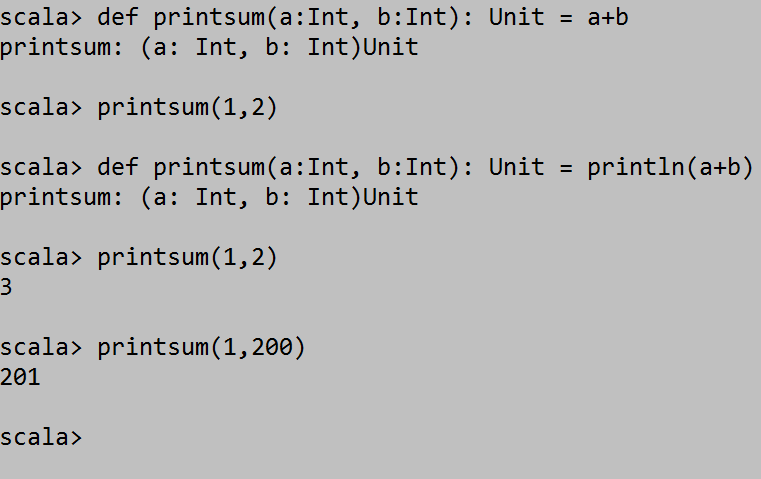 scala> def printsum(a:Int, b:Int): Unit = a+b
printsum: (a: Int, b: Int)Unit
scala> printsum(1,2)
scala> def printsum(a:Int, b:Int): Unit = println(a+b)
printsum: (a: Int, b: Int)Unit
scala> printsum(1,2)
3
scala> printsum(1,200)
201
scala>